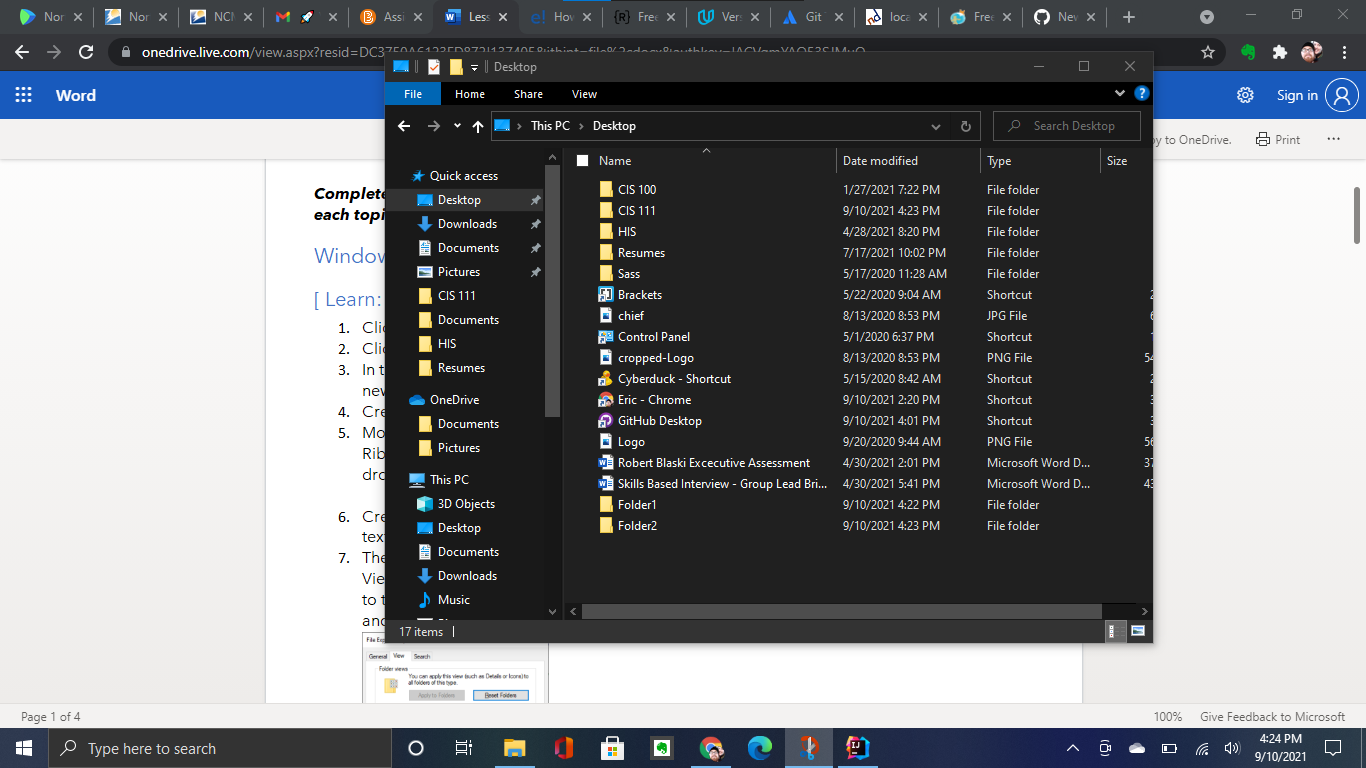 Nor
Nor
NCN
Assi
Less
Hov
Free
Vers
Git
loca
Free
Nev
onedrive.live.com/view.aspx?resid=DC3750A6123FD872!137405&ithint=file%2cdocx&authkey=!ACVgm
Word
Sign in
y to OneDrive.
Print
Complete
each topi
Window
[ Learn:
1. Clic
2. Clic
3. In t
new
4. Cre
5. Mo
Rib
dro
6. Cre
text
7. The
Vie
to t
and
File Exp
General View Search
Folder views
You can apply this view (such as Details or Icons) to
all folders of this type.
Apply to Folders
Reset Folders
Desktop
File Home Share View
This PC > Desktop
Search Desktop
Quick access
Desktop
Downloads
Documents
Pictures
CIS 111
Documents
HIS
Resumes
OneDrive
Documents
Pictures
This PC
3D Objects
Desktop
Documents
Downloads
Music
Name Date modified Type Size
CIS 100 1/27/2021 7:22 PM File folder
CIS 111 9/10/2021 4:23 PM File folder
HIS 4/28/2021 8:20 PM File folder
Resumes 7/17/2021 10:02 PM File folder
Sass 5/17/2020 11:28 AM File folder
Brackets 5/22/2020 9:04 AM Shortcut 2
chief 8/13/2020 8:53 PM JPG File 6
Control Panel 5/1/2020 6:37 PM Shortcut 1
cropped-Logo 8/13/2020 8:53 PM PNG File 54
Cyberduck - Shortcut 5/15/2020 8:42 AM Shortcut 2
Eric - Chrome 9/10/2021 2:20 PM Shortcut 3
GitHub Desktop 9/10/2021 4:01 PM Shortcut 3
Logo 9/20/2020 9:44 AM PNG File 56
Robert Blaski Excecutive Assessment 4/30/2021 2:01 PM Microsoft Word D... 37
Skills Based Interview - Group Lead Bri... 4/30/2021 5:41 PM Microsoft Word D... 43
Folder1 9/10/2021 4:22 PM File folder
Folder2 9/10/2021 4:23 PM File folder
17 items
Page 1 of 4
100% Give Feedback to Microsoft
Type here to search
4:24 PM
9/10/2021